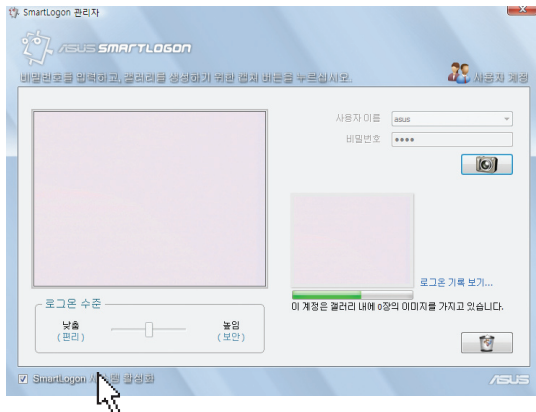 SmartLogon 관리자
ASUS SMARTLOGON
비밀번호를 입력하고, 갤러리를 생성하기 위한 캡쳐 버튼을 누르십시오.
사용자 계정
사용자 이름 asus
비밀번호 ●●●●
로그온 기록 보기...
이 계정은 갤러리 내에 0장의 이미지를 가지고 있습니다.
로그온 수준
낮춤 높임
(편리) (보안)
SmartLogon 활성화
ASUS